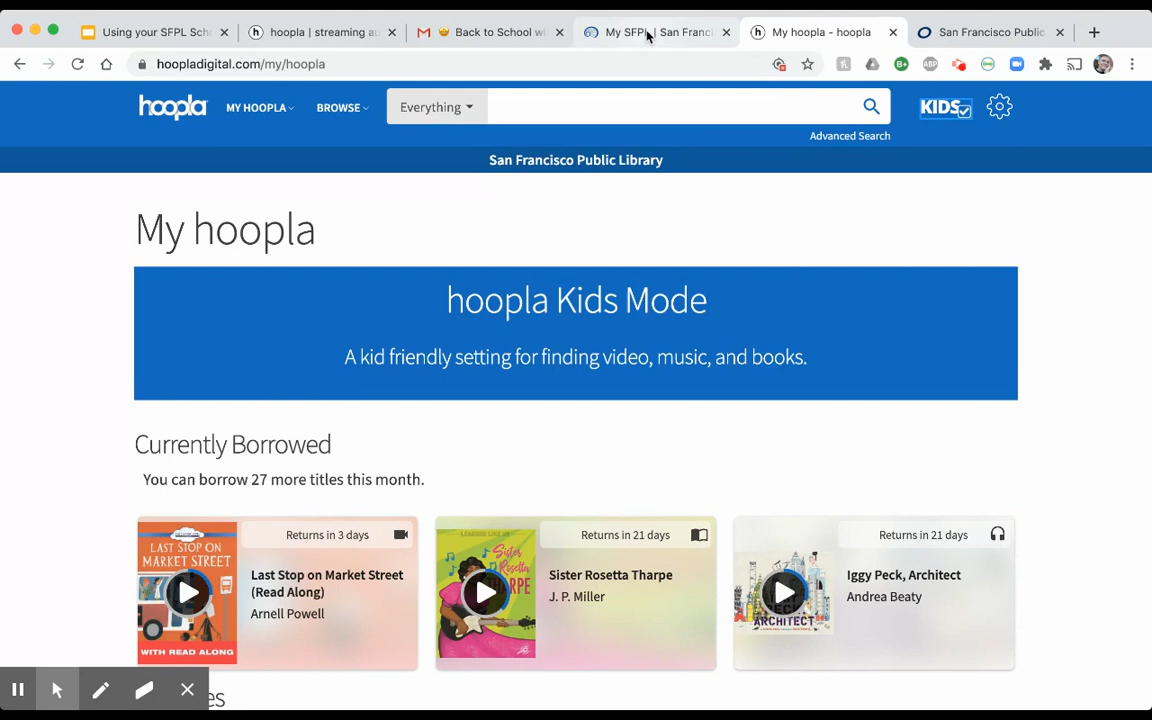 Using your SFPL Sch
hoopla | streaming au
Back to School wi
My SFPL | San Franci
My hoopla - hoopla
San Francisco Public
hoopladigital.com/my/hoopla
hoopla
MY HOOPLA
BROWSE
Everything
KIDS
Advanced Search
San Francisco Public Library
My hoopla
hoopla Kids Mode
A kid friendly setting for finding video, music, and books.
Currently Borrowed
You can borrow 27 more titles this month.
Returns in 3 days
LAST STOP ON
MARKET STREET
WITH READ ALONG
Last Stop on Market Street
(Read Along)
Arnell Powell
Returns in 21 days
Sister
Rosetta
THARPE
Sister Rosetta Tharpe
J. P. Miller
Returns in 21 days
ARCHITECT
Iggy Peck, Architect
Andrea Beaty
es